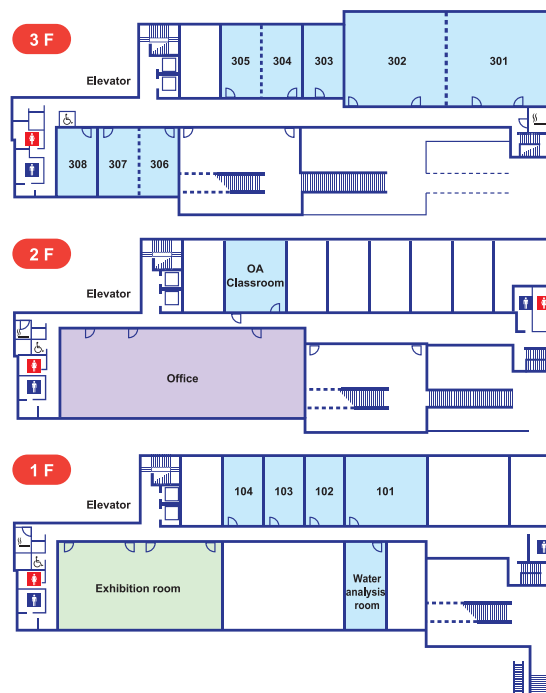 3 F
305
304
303
302
301
Elevator
308
307
306
2 F
OA
Classroom
Elevator
Office
1 F
104
103
102
101
Elevator
Exhibition room
Water
analysis
room